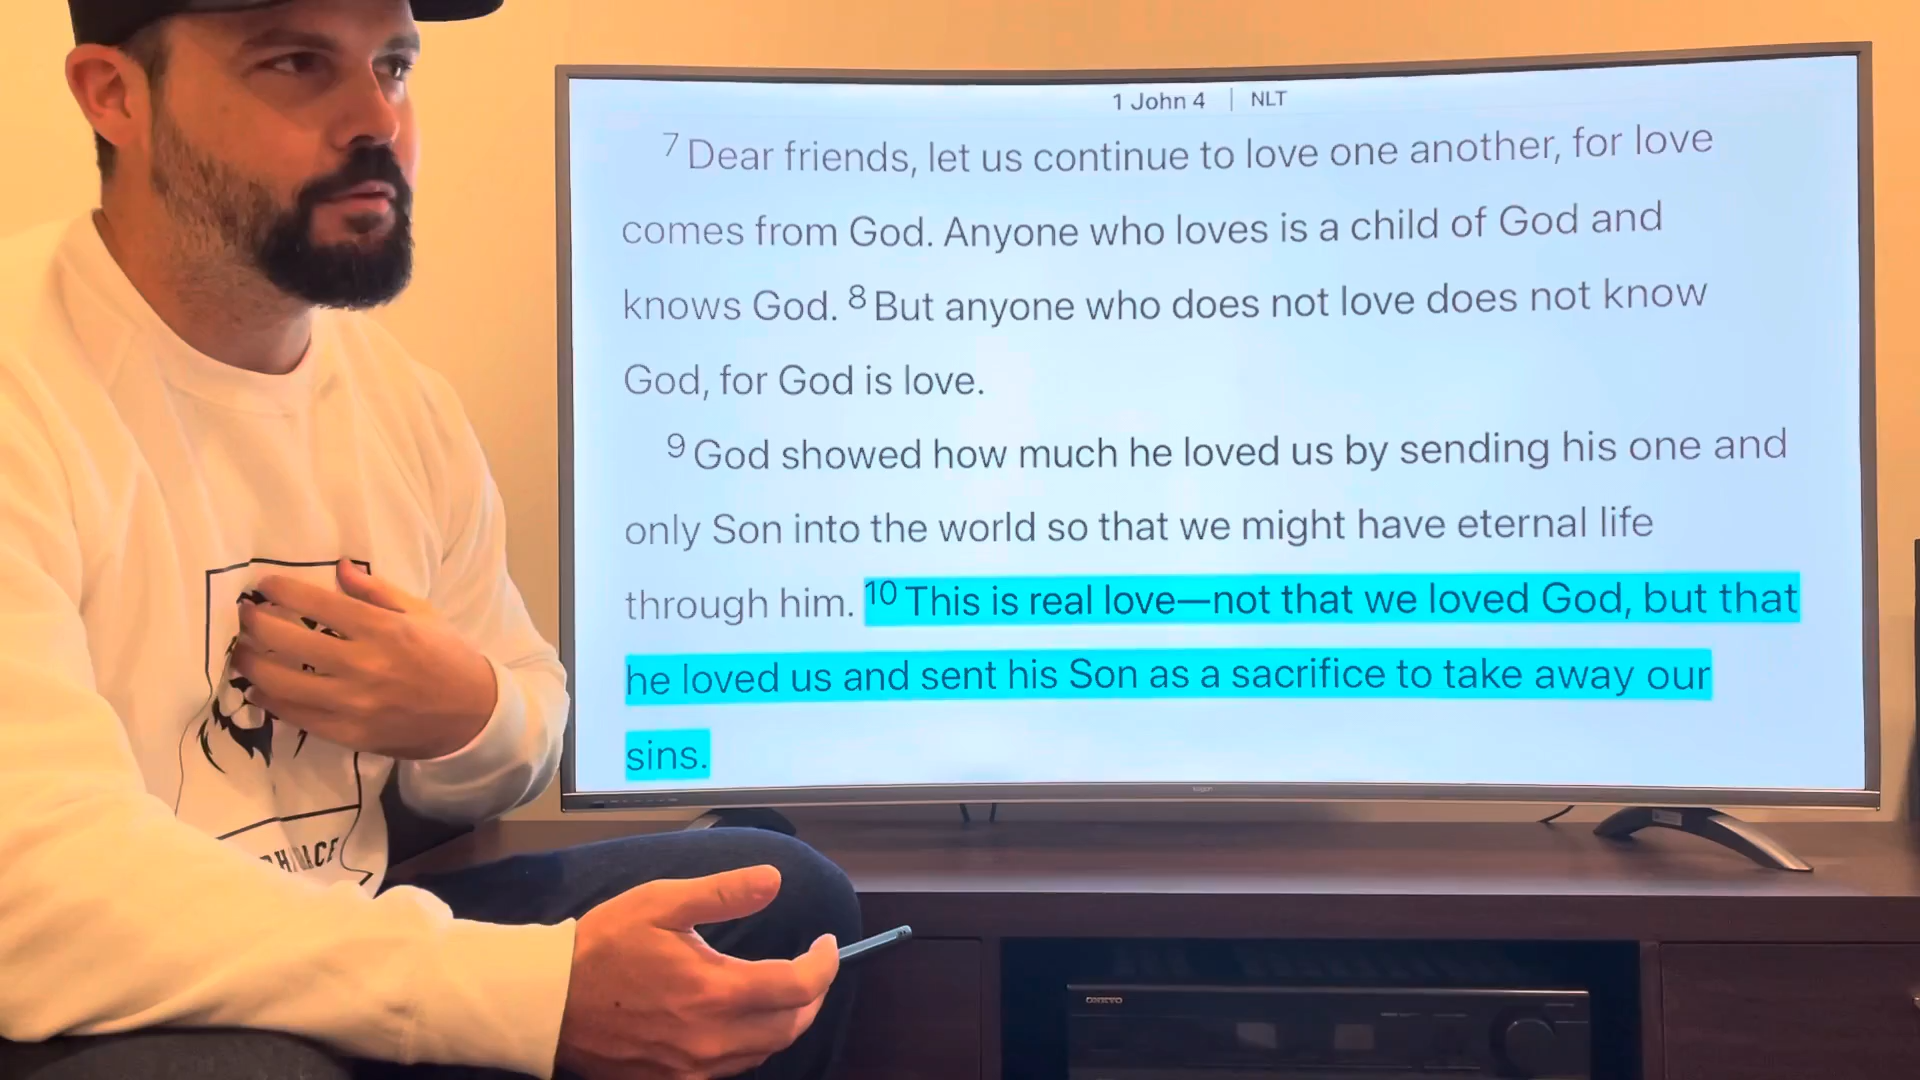 1 John 4 | NLT
7 Dear friends, let us continue to love one another, for love
comes from God. Anyone who loves is a child of God and
knows God. 8 But anyone who does not love does not know
God, for God is love.
9 God showed how much he loved us by sending his one and
only Son into the world so that we might have eternal life
through him. 10 This is real love—not that we loved God, but that
he loved us and sent his Son as a sacrifice to take away our
sins.
ONKYO